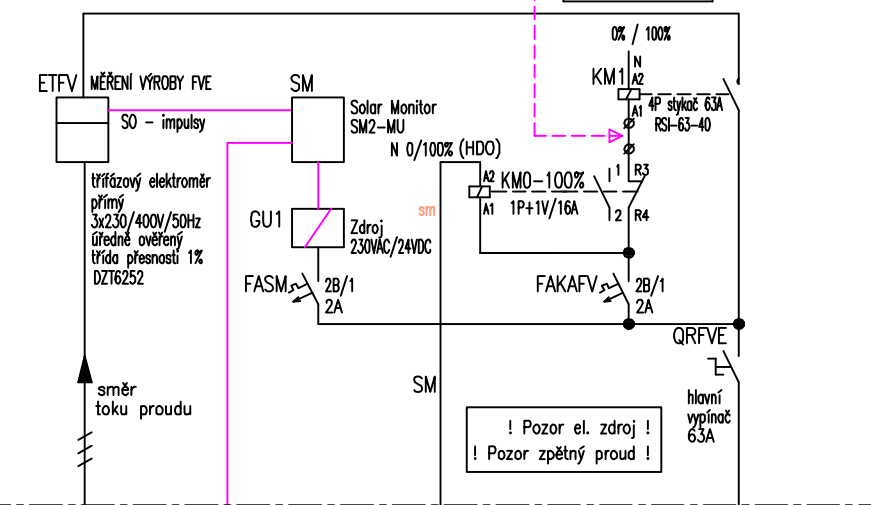 0% / 100%
N
KM1
A2
A1
4P stykač 63A
RSI-63-40
ETFV
MĚŘENÍ VÝROBY FVE
SO - impulsy
SM
Solar Monitor
SM2-MU
N 0/100% (HDO)
A2
A1
KM0-100%
1P+1V/16A
1
R3
2
R4
třífázový elektroměr
přímý
3x230/400V/50Hz
úředně ověřený
třída přesnosti 1%
DZT6252
sm
GU1
Zdroj
230VAC/24VDC
FASM
2B/1
2A
FAKAFV
2B/1
2A
QRFVE
hlavní
vypínač
63A
směr
toku proudu
SM
! Pozor el. zdroj !
! Pozor zpětný proud !